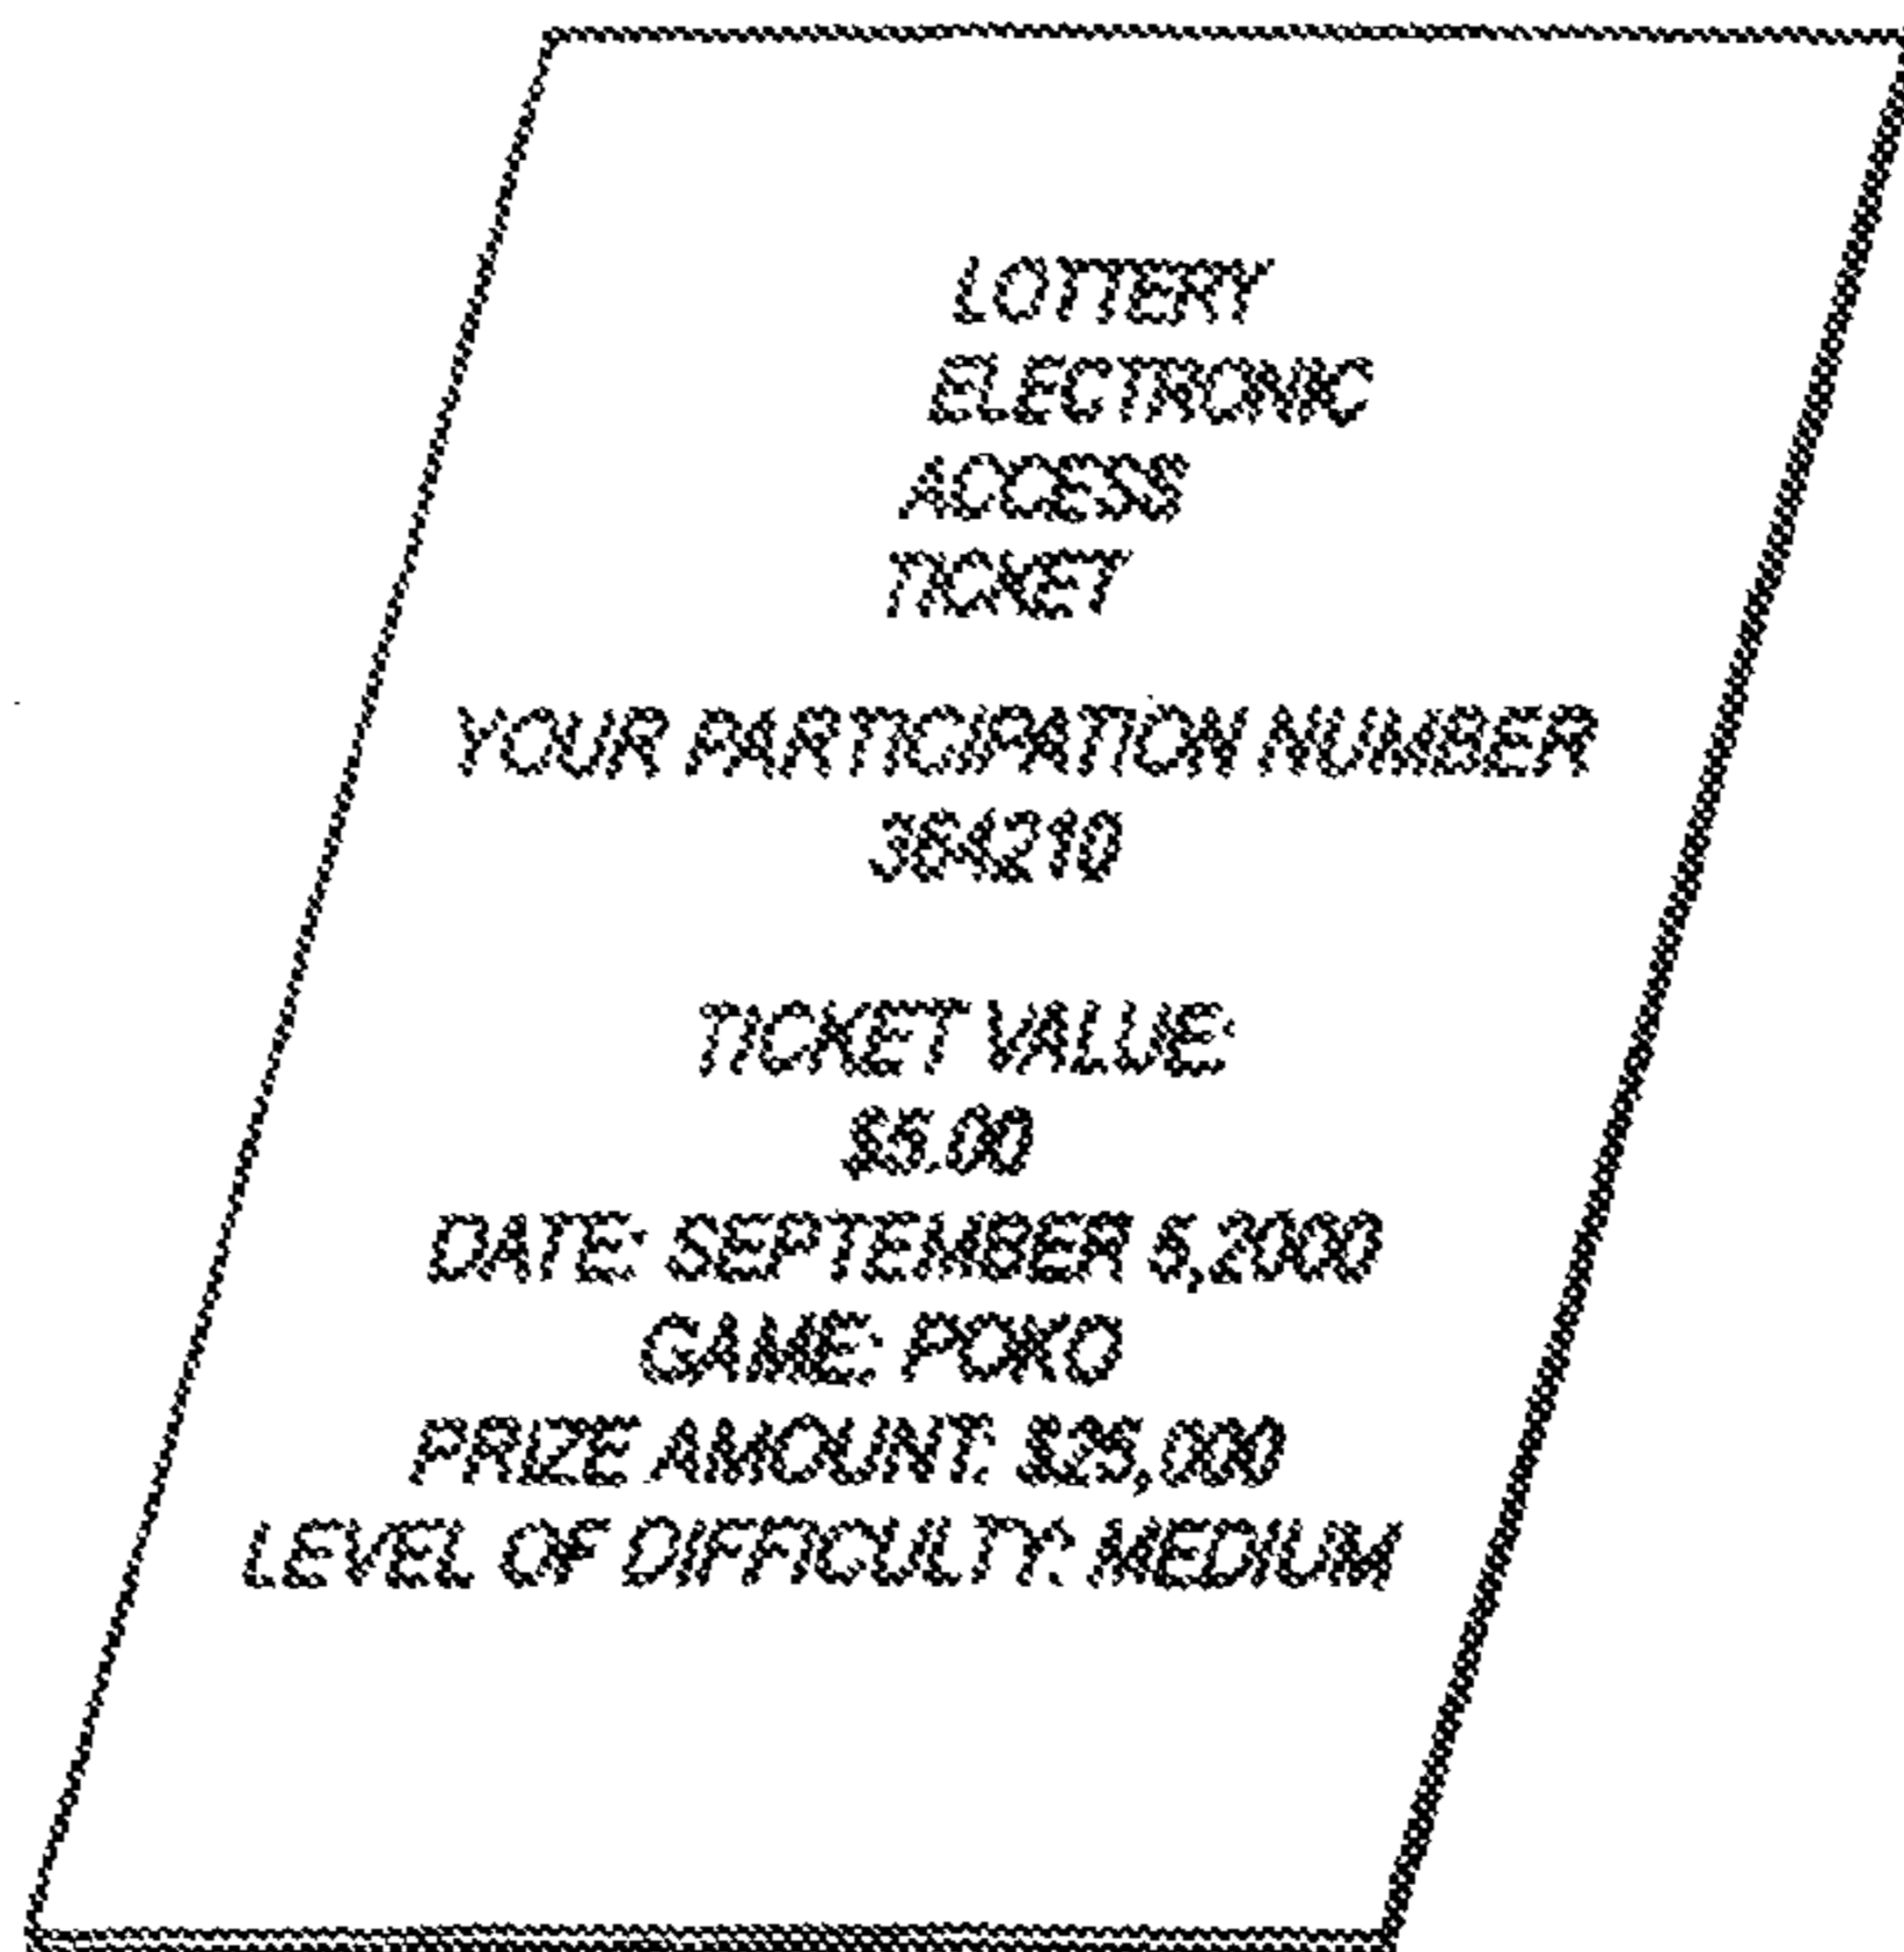 LOTTERY
ELECTRONIC
ACCESS
TICKET
YOUR PARTICIPATION NUMBER
364210
TICKET VALUE:
$5.00
DATE: SEPTEMBER 5,2000
GAME: POKO
PRIZE AMOUNT: $25,000
LEVEL OF DIFFICULTY: MEDIUM